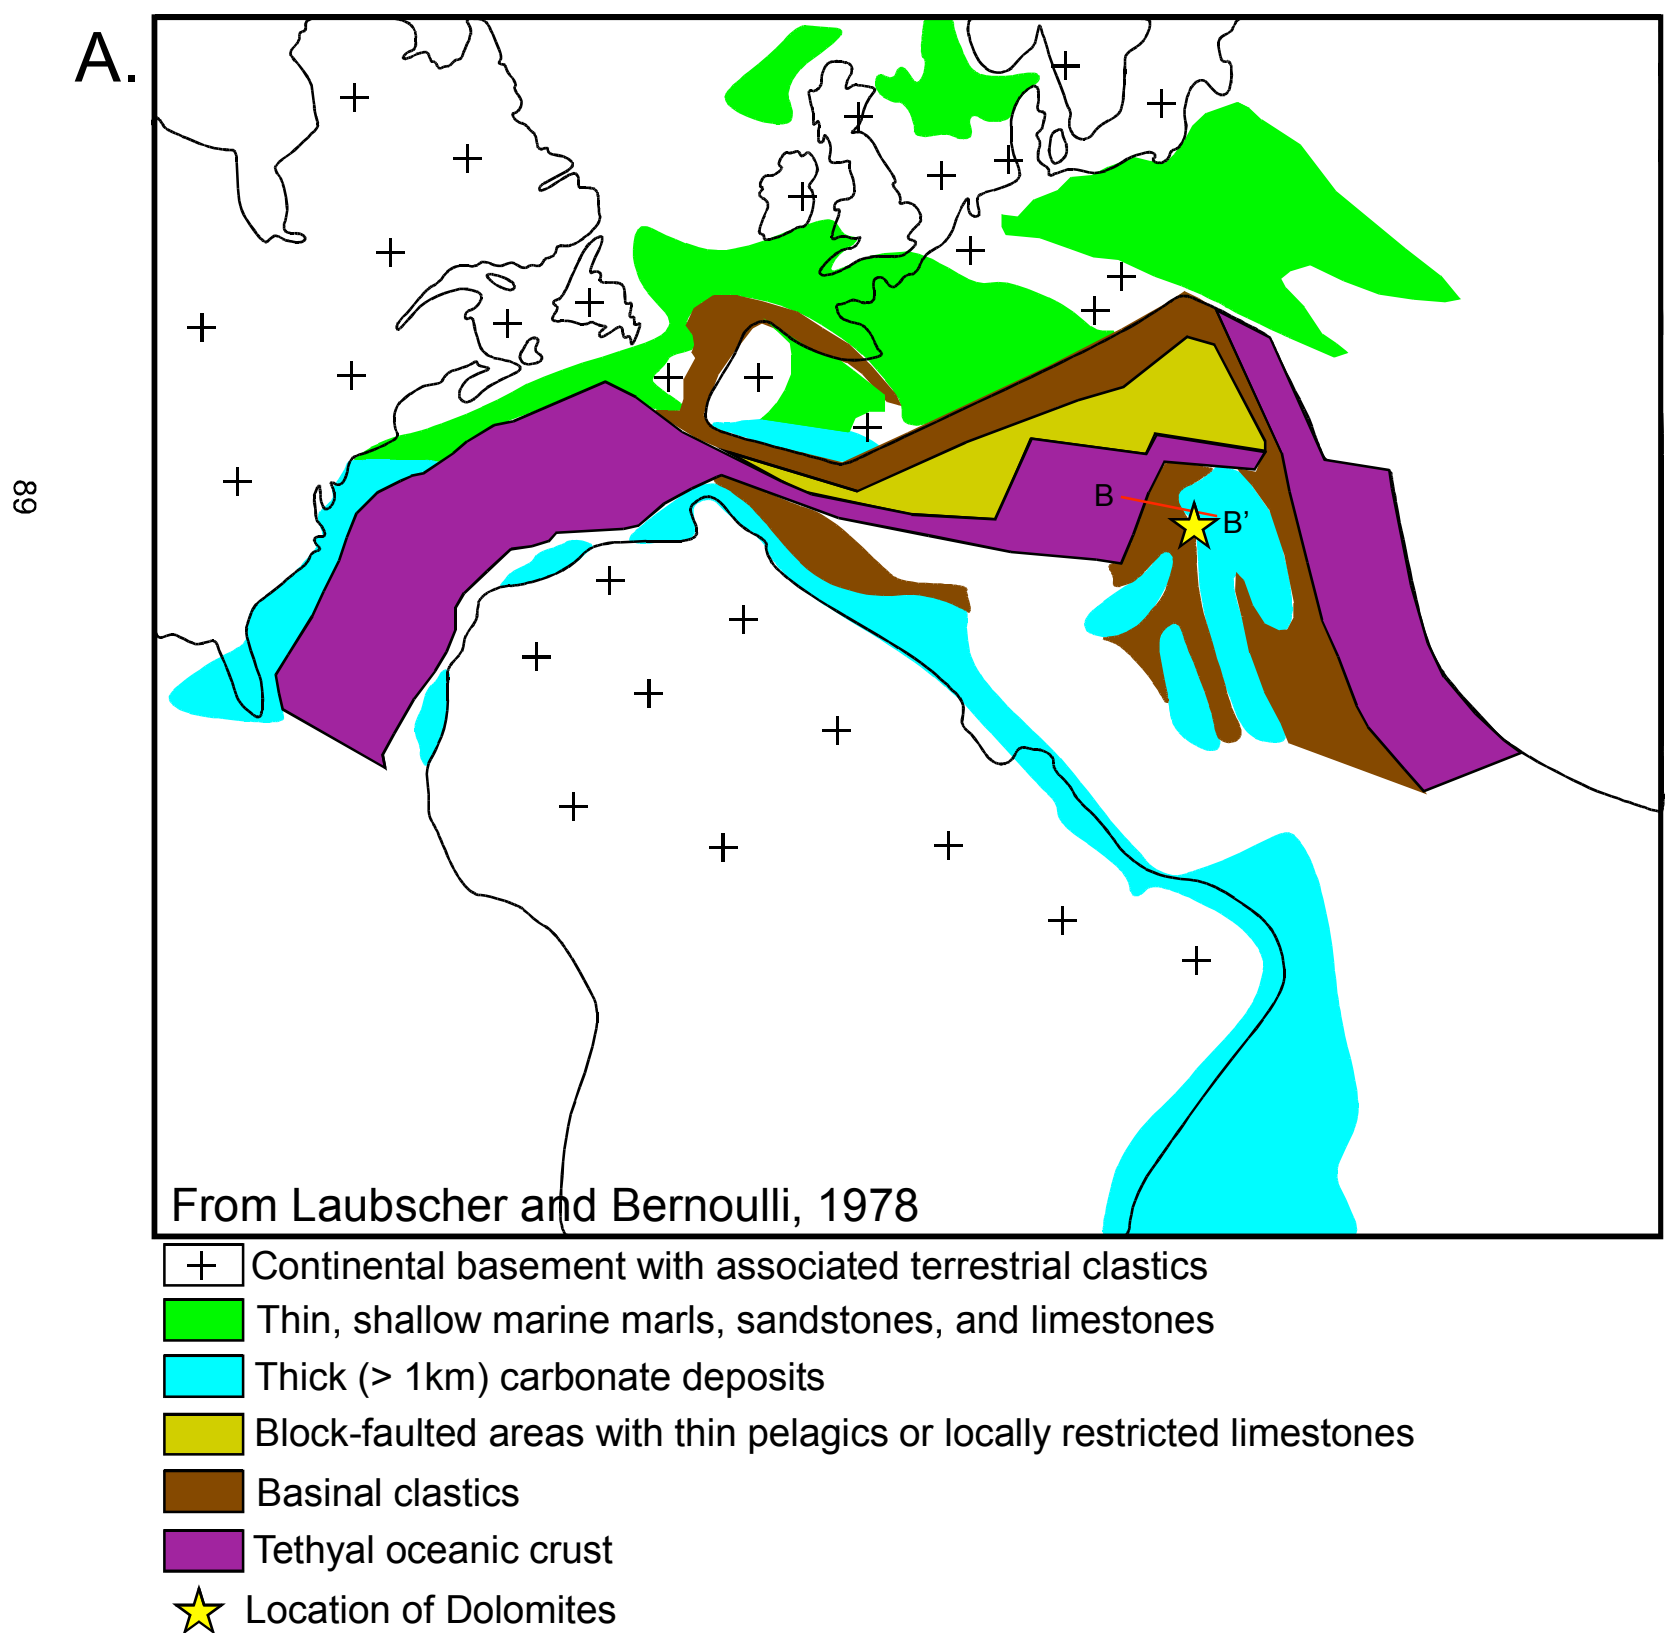 A.
89
B
B’
From Laubscher and Bernoulli, 1978
Continental basement with associated terrestrial clastics
Thin, shallow marine marls, sandstones, and limestones
Thick (> 1km) carbonate deposits
Block-faulted areas with thin pelagics or locally restricted limestones
Basinal clastics
Tethyal oceanic crust
Location of Dolomites